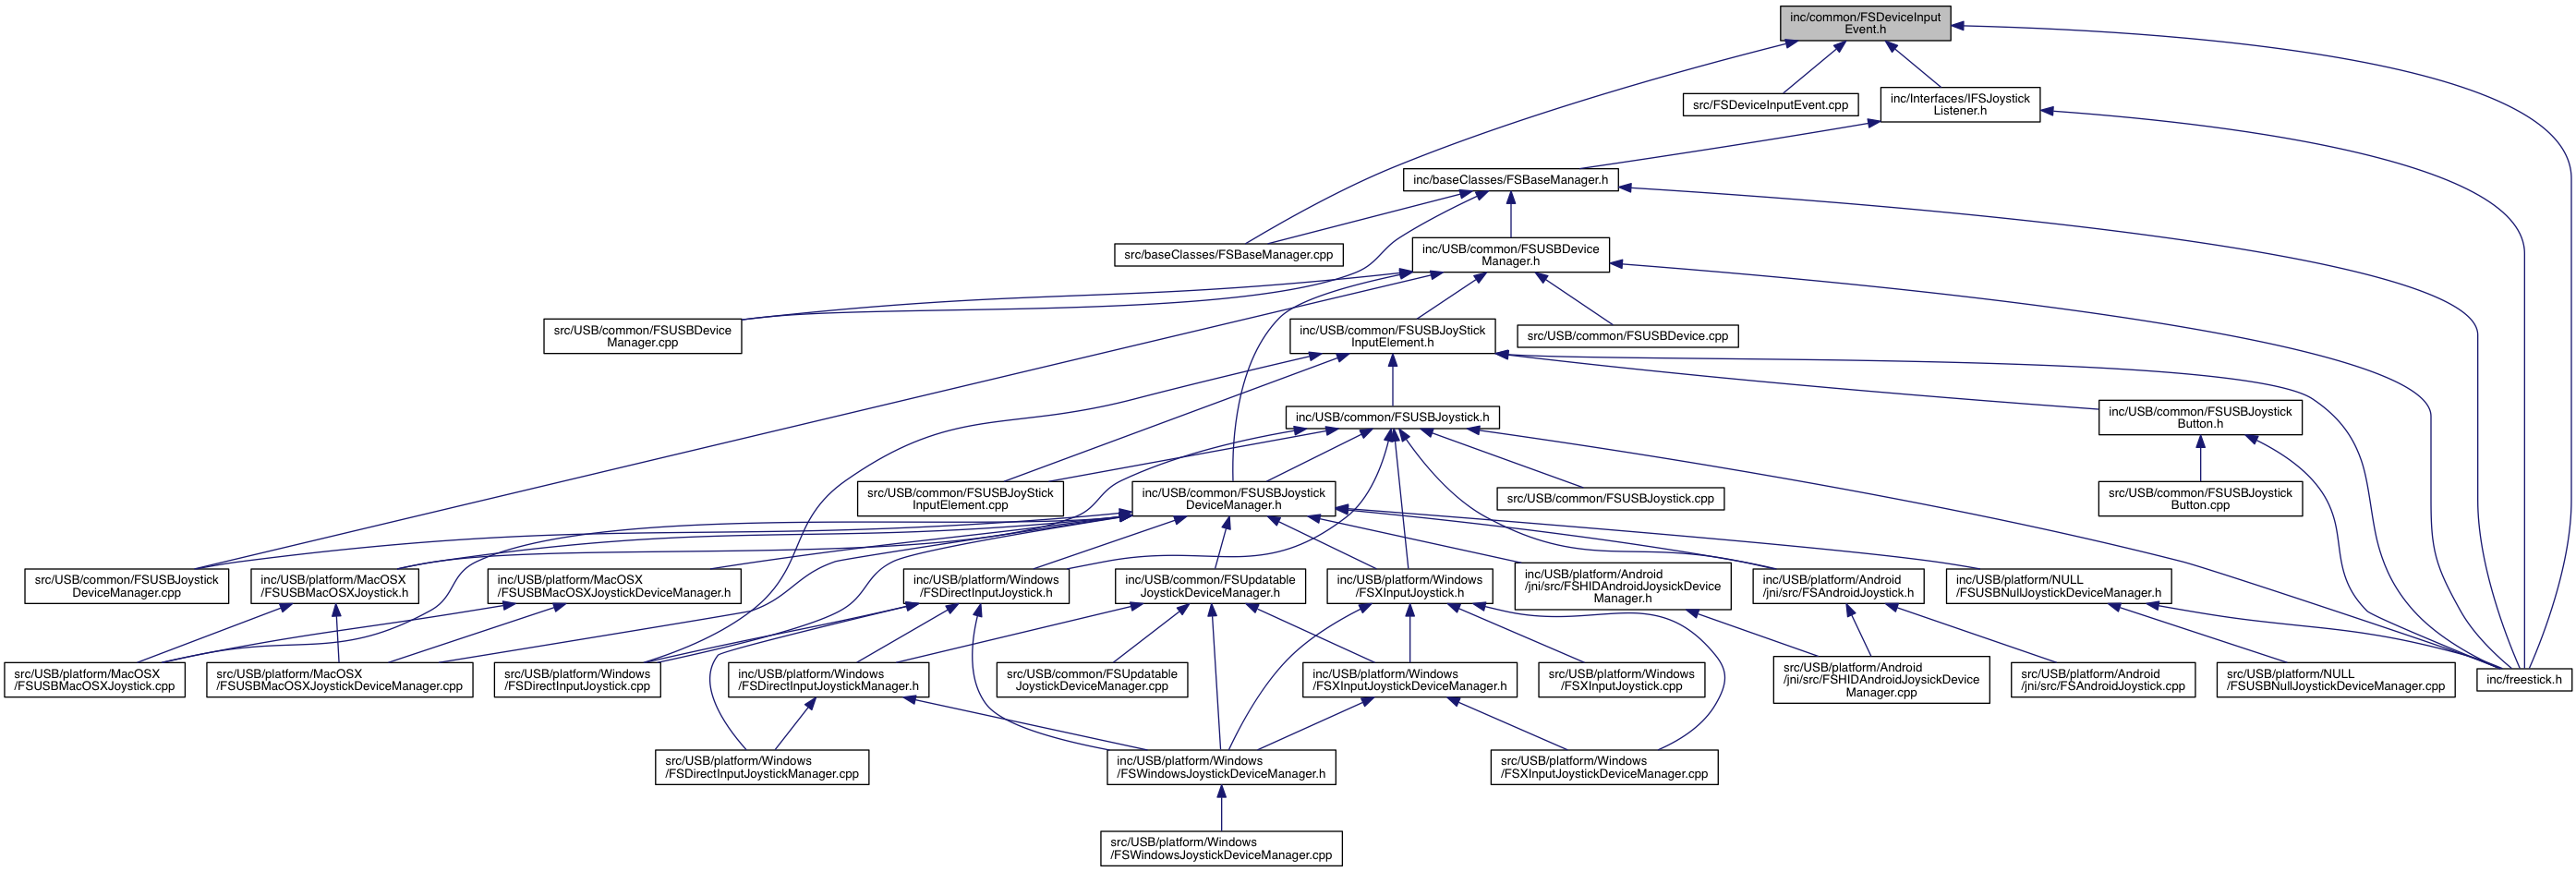 inc/common/FSDeviceInput
Event.h
src/FSDeviceInputEvent.cpp
inc/Interfaces/IFSJoystick
Listener.h
inc/baseClasses/FSBaseManager.h
src/baseClasses/FSBaseManager.cpp
inc/USB/common/FSUSBDevice
Manager.h
src/USB/common/FSUSBDevice
Manager.cpp
inc/USB/common/FSUSBJoyStick
InputElement.h
src/USB/common/FSUSBDevice.cpp
inc/USB/common/FSUSBJoystick.h
inc/USB/common/FSUSBJoystick
Button.h
src/USB/common/FSUSBJoyStick
InputElement.cpp
inc/USB/common/FSUSBJoystick
DeviceManager.h
src/USB/common/FSUSBJoystick.cpp
src/USB/common/FSUSBJoystick
Button.cpp
src/USB/common/FSUSBJoystick
DeviceManager.cpp
inc/USB/platform/MacOSX
/FSUSBMacOSXJoystick.h
inc/USB/platform/MacOSX
/FSUSBMacOSXJoystickDeviceManager.h
inc/USB/platform/Windows
/FSDirectInputJoystick.h
inc/USB/common/FSUpdatable
JoystickDeviceManager.h
inc/USB/platform/Windows
/FSXInputJoystick.h
inc/USB/platform/Android
/jni/src/FSHIDAndroidJoysickDevice
Manager.h
inc/USB/platform/Android
/jni/src/FSAndroidJoystick.h
inc/USB/platform/NULL
/FSUSBNullJoystickDeviceManager.h
src/USB/platform/MacOSX
/FSUSBMacOSXJoystick.cpp
src/USB/platform/MacOSX
/FSUSBMacOSXJoystickDeviceManager.cpp
src/USB/platform/Windows
/FSDirectInputJoystick.cpp
inc/USB/platform/Windows
/FSDirectInputJoystickManager.h
src/USB/common/FSUpdatable
JoystickDeviceManager.cpp
inc/USB/platform/Windows
/FSXInputJoystickDeviceManager.h
src/USB/platform/Windows
/FSXInputJoystick.cpp
src/USB/platform/Android
/jni/src/FSHIDAndroidJoysickDevice
Manager.cpp
src/USB/platform/Android
/jni/src/FSAndroidJoystick.cpp
src/USB/platform/NULL
/FSUSBNullJoystickDeviceManager.cpp
inc/freestick.h
src/USB/platform/Windows
/FSDirectInputJoystickManager.cpp
inc/USB/platform/Windows
/FSWindowsJoystickDeviceManager.h
src/USB/platform/Windows
/FSXInputJoystickDeviceManager.cpp
src/USB/platform/Windows
/FSWindowsJoystickDeviceManager.cpp